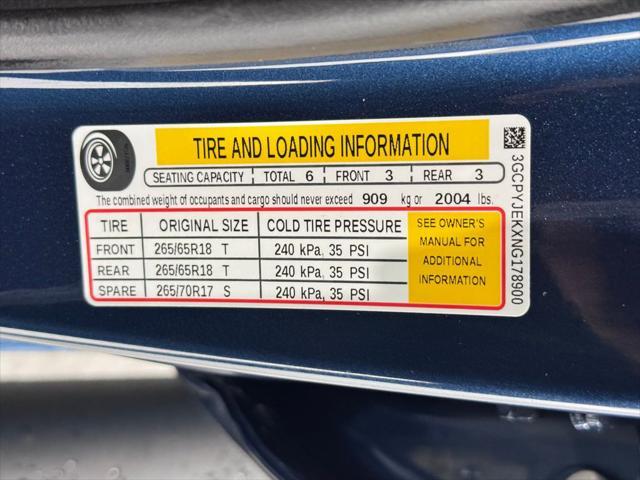 TIRE AND LOADING INFORMATION
SEATING CAPACITY TOTAL 6 FRONT 3 REAR 3
The combined weight of occupants and cargo should never exceed 909 kg or 2004 lbs.
TIRE ORIGINAL SIZE COLD TIRE PRESSURE
FRONT 265/65R18 T 240 kPa, 35 PSI
REAR 265/65R18 T 240 kPa, 35 PSI
SPARE 265/70R17 S 240 kPa, 35 PSI
SEE OWNER'S
MANUAL FOR
ADDITIONAL
INFORMATION
3GCPYJEKXNG178900